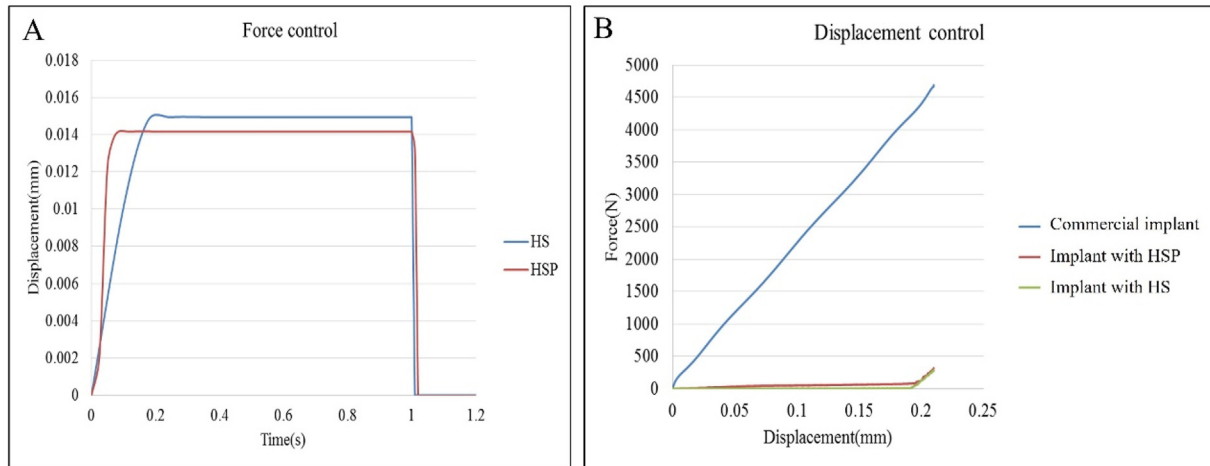 A
Force control
0.018
0.016
0.014
0.012
0.01
0.008
0.006
0.004
0.002
0
Displacement(mm)
0 0.2 0.4 0.6 0.8 1 1.2
Time(s)
HS
HSP
B
Displacement control
5000
4500
4000
3500
3000
2500
2000
1500
1000
500
0
Force(N)
0 0.05 0.1 0.15 0.2 0.25
Displacement(mm)
Commercial implant
Implant with HSP
Implant with HS